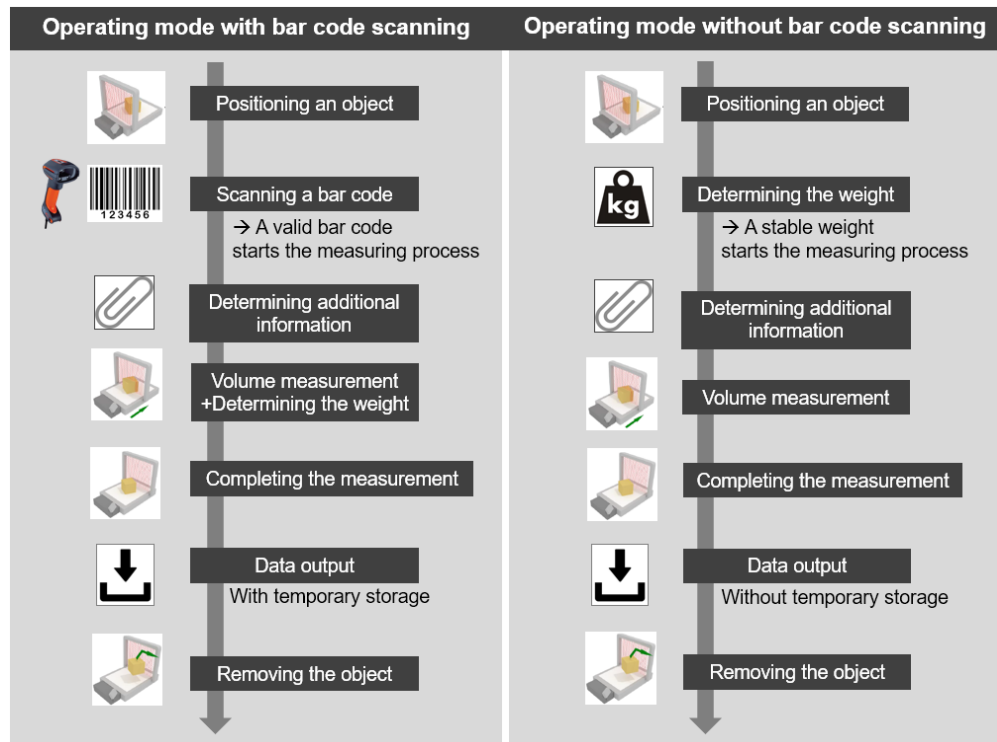 Operating mode with bar code scanning
Positioning an object
123456
Scanning a bar code
→ A valid bar code
starts the measuring process
Determining additional
information
Volume measurement
+Determining the weight
Completing the measurement
Data output
With temporary storage
Removing the object
Operating mode without bar code scanning
Positioning an object
kg
Determining the weight
→ A stable weight
starts the measuring process
Determining additional
information
Volume measurement
Completing the measurement
Data output
Without temporary storage
Removing the object